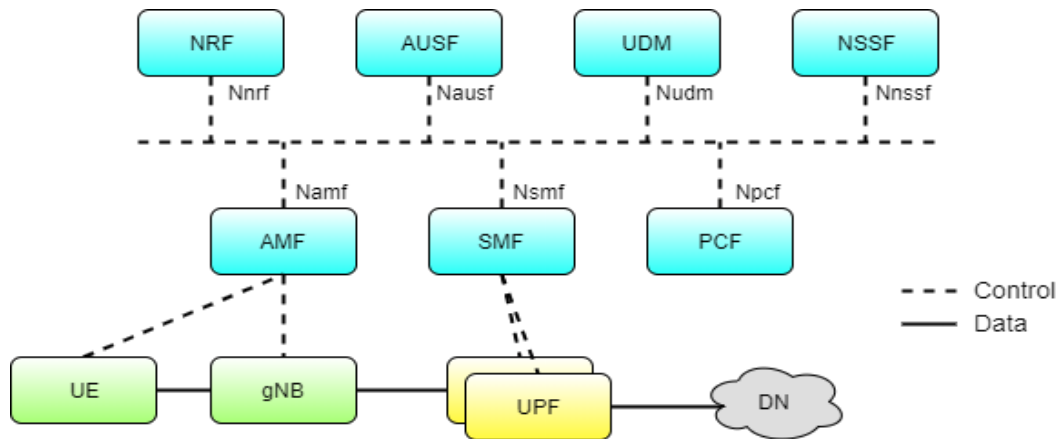 NRF
AUSF
UDM
NSSF
Nnrf
Nausf
Nudm
Nnssf
Namf
Nsmf
Npcf
AMF
SMF
PCF
Control
Data
UE
gNB
UPF
DN